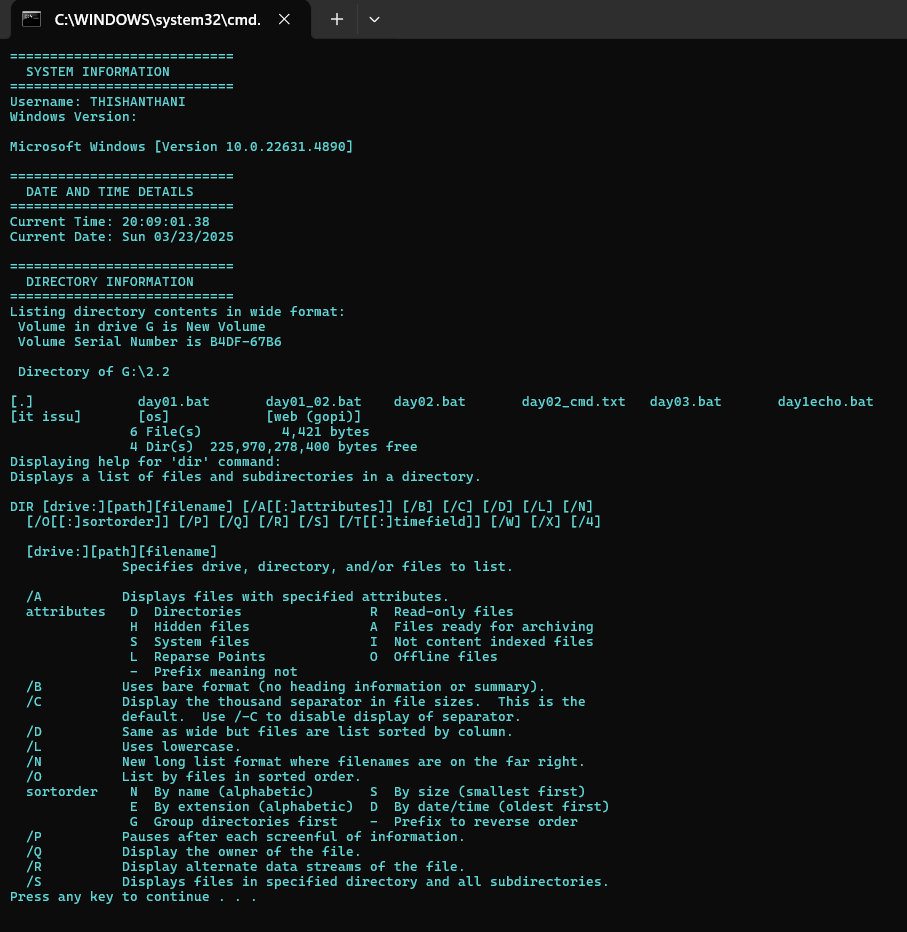 C:\WINDOWS\system32\cmd.
============================
  SYSTEM INFORMATION
============================
Username: THISHANTHANI
Windows Version:

Microsoft Windows [Version 10.0.22631.4890]

============================
  DATE AND TIME DETAILS
============================
Current Time: 20:09:01.38
Current Date: Sun 03/23/2025

============================
  DIRECTORY INFORMATION
============================
Listing directory contents in wide format:
 Volume in drive G is New Volume
 Volume Serial Number is B4DF-67B6

 Directory of G:\2.2

[.]             day01.bat       day01_02.bat    day02.bat       day02_cmd.txt   day03.bat       day1echo.bat
[it issu]       [os]            [web (gopi)]
               6 File(s)          4,421 bytes
               4 Dir(s)  225,970,278,400 bytes free
Displaying help for 'dir' command:
Displays a list of files and subdirectories in a directory.

DIR [drive:][path][filename] [/A[[:]attributes]] [/B] [/C] [/D] [/L] [/N]
  [/O[[:]sortorder]] [/P] [/Q] [/R] [/S] [/T[[:]timefield]] [/W] [/X] [/4]

  [drive:][path][filename]
              Specifies drive, directory, and/or files to list.

  /A          Displays files with specified attributes.
  attributes   D  Directories                R  Read-only files
               H  Hidden files               A  Files ready for archiving
               S  System files               I  Not content indexed files
               L  Reparse Points             O  Offline files
               -  Prefix meaning not
  /B          Uses bare format (no heading information or summary).
  /C          Display the thousand separator in file sizes.  This is the
              default.  Use /-C to disable display of separator.
  /D          Same as wide but files are list sorted by column.
  /L          Uses lowercase.
  /N          New long list format where filenames are on the far right.
  /O          List by files in sorted order.
  sortorder    N  By name (alphabetic)       S  By size (smallest first)
               E  By extension (alphabetic)  D  By date/time (oldest first)
               G  Group directories first    -  Prefix to reverse order
  /P          Pauses after each screenful of information.
  /Q          Display the owner of the file.
  /R          Display alternate data streams of the file.
  /S          Displays files in specified directory and all subdirectories.
Press any key to continue . . .